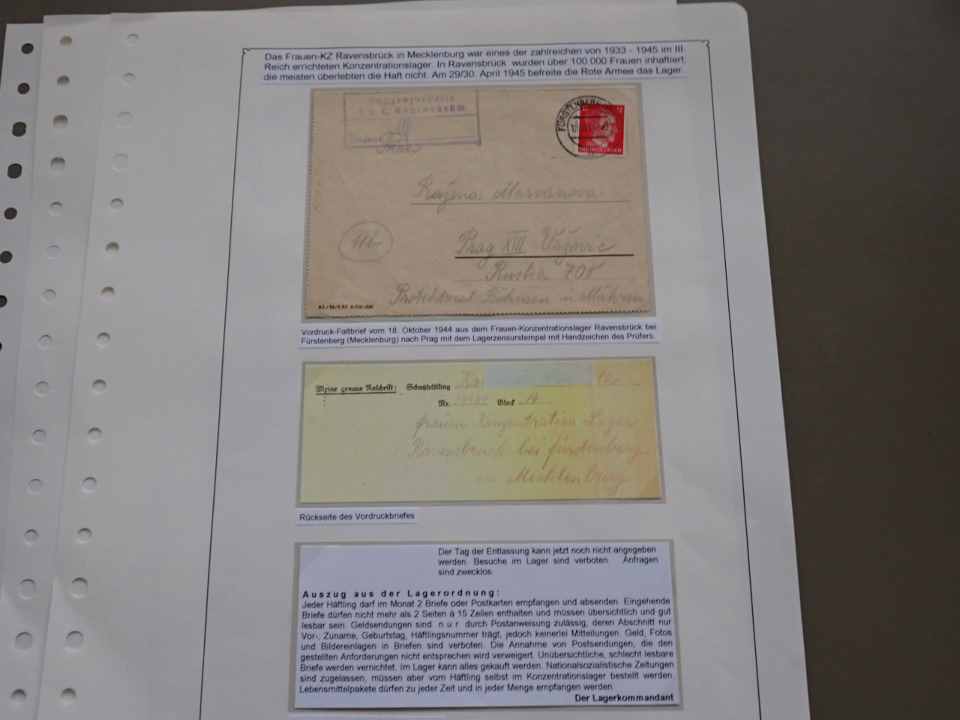 Das Frauen-KZ Ravensbrück in Mecklenburg war eines der zahlreichen von 1933 - 1945 im III.
Reich errichteten Konzentrationslager. In Ravensbrück wurden über 100 000 Frauen inhaftiert,
die meisten überlebten die Haft nicht. Am 29/30. April 1945 befreite die Rote Armee das Lager.
Prag XIII
Protektorat Böhmen u. Mähren
Vordruck-Faltbrief vom 18. Oktober 1944 aus dem Frauen-Konzentrationslager Ravensbrück bei
Fürstenberg (Mecklenburg) nach Prag mit dem Lagerzensurstempel mit Handzeichen des Prüfers.
Meine genaue Anschrift: Schutzhäftling
Nr. Block
Ravensbrück bei Fürstenberg
Rückseite des Vordruckbriefes
Der Tag der Entlassung kann jetzt noch nicht angegeben
werden. Besuche im Lager sind verboten. Anfragen
sind zwecklos.
Auszug aus der Lagerordnung:
Jeder Häftling darf im Monat 2 Briefe oder Postkarten empfangen und absenden. Eingehende
Briefe dürfen nicht mehr als 2 Seiten à 15 Zeilen enthalten und müssen übersichtlich und gut
lesbar sein. Geldsendungen sind nur durch Postanweisung zulässig, deren Abschnitt nur
Vor-, Zuname, Geburtstag, Häftlingsnummer trägt, jedoch keinerlei Mitteilungen. Geld, Fotos
und Bildereinlagen in Briefen sind verboten. Die Annahme von Postsendungen, die den
gestellten Anforderungen nicht entsprechen wird verweigert. Unübersichtliche, schlecht lesbare
Briefe werden vernichtet. Im Lager kann alles gekauft werden. Nationalsozialistische Zeitungen
sind zugelassen, müssen aber vom Häftling selbst im Konzentrationslager bestellt werden.
Lebensmittelpakete dürfen zu jeder Zeit und in jeder Menge empfangen werden.
Der Lagerkommandant